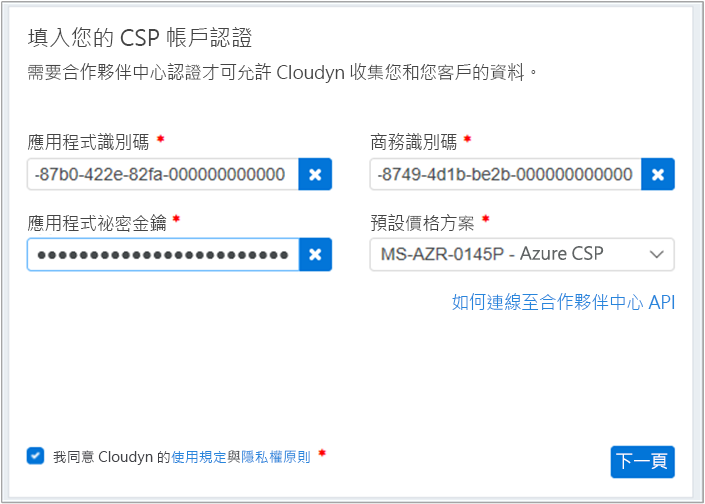 填入您的 CSP 帳戶認證
需要合作夥伴中心認證才可允許 Cloudyn 收集您和您客戶的資料。
應用程式識別碼 * 商務識別碼 *
-87b0-422e-82fa-000000000000 -8749-4d1b-be2b-000000000000
應用程式祕密金鑰 * 預設價格方案 *
●●●●●●●●●●●●●●●●●●●●●●●● MS-AZR-0145P - Azure CSP
如何連線至合作夥伴中心 API
我同意 Cloudyn 的使用規定與隱私權原則 * 下一頁